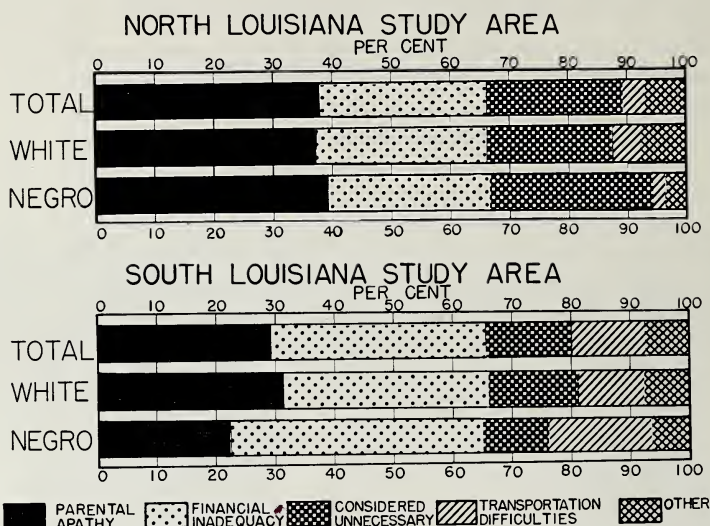 NORTH LOUISIANA STUDY AREA
PER CENT
0 10 20 30 40 50 60 70 80 90 100
TOTAL
WHITE
NEGRO
0 10 20 30 40 50 60 70 80 90 100
SOUTH LOUISIANA STUDY AREA
PER CENT
0 10 20 30 40 50 60 70 80 90 100
TOTAL
WHITE
NEGRO
0 10 20 30 40 50 60 70 80 90 100
PARENTAL APATHY
FINANCIAL INADEQUACY
CONSIDERED UNNECESSARY
TRANSPORTATION DIFFICULTIES
OTHER